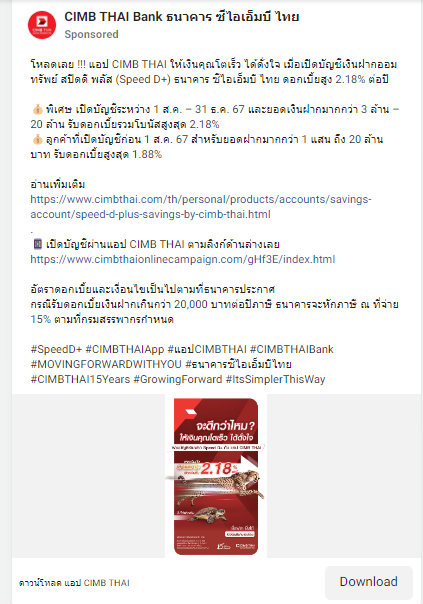 CIMB THAI Bank ธนาคาร ซีไอเอ็มบี ไทย
Sponsored
โหลดเลย !!! แอป CIMB THAI ให้เงินคุณโตเร็ว ได้ดั่งใจ เมื่อเปิดบัญชีเงินฝากออม
ทรัพย์ สปีดดี พลัส (Speed D+) ธนาคาร ซีไอเอ็มบี ไทย ดอกเบี้ยสูง 2.18% ต่อปี
💰 พิเศษ เปิดบัญชีระหว่าง 1 ส.ค. – 31 ธ.ค. 67 และยอดเงินฝากมากกว่า 3 ล้าน –
20 ล้าน รับดอกเบี้ยรวมโบนัสสูงสุด 2.18%
💰 ลูกค้าที่เปิดบัญชีก่อน 1 ส.ค. 67 สำหรับยอดฝากมากกว่า 1 แสน ถึง 20 ล้าน
บาท รับดอกเบี้ยสูงสุด 1.88%
อ่านเพิ่มเติม
https://www.cimbthai.com/th/personal/products/accounts/savings-
account/speed-d-plus-savings-by-cimb-thai.html
.
เปิดบัญชีผ่านแอป CIMB THAI ตามลิงก์ด้านล่างเลย
https://www.cimbthaionlinecampaign.com/gHf3E/index.html
อัตราดอกเบี้ยและเงื่อนไขเป็นไปตามที่ธนาคารประกาศ
กรณีรับดอกเบี้ยเงินฝากเกินกว่า 20,000 บาทต่อปีภาษี ธนาคารจะหักภาษี ณ ที่จ่าย
15% ตามที่กรมสรรพากรกำหนด
#SpeedD+ #CIMBTHAIApp #แอปCIMBTHAI #CIMBTHAIBank
#MOVINGFORWARDWITHYOU #ธนาคารซีไอเอ็มบีไทย
#CIMBTHAI15Years #GrowingForward #ItsSimplerThisWay
จะดีกว่าไหม?
ให้เงินคุณโตเร็ว ได้ดั่งใจ
2.18%
ดาวน์โหลด แอป CIMB THAI
Download